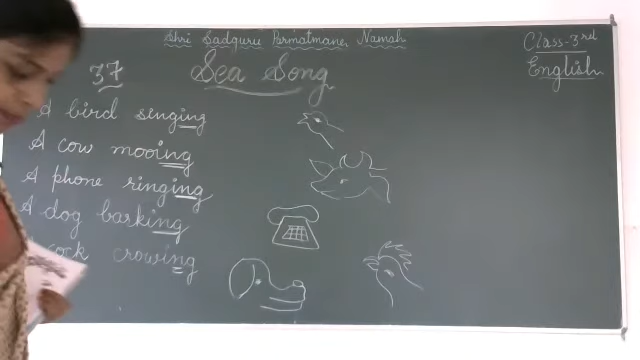 Shri Sadguru Parmatmane Namah
Class-3rd
English
37
Sea Song
A bird singing
A cow mooing
A phone ringing
A dog barking
cock crowing